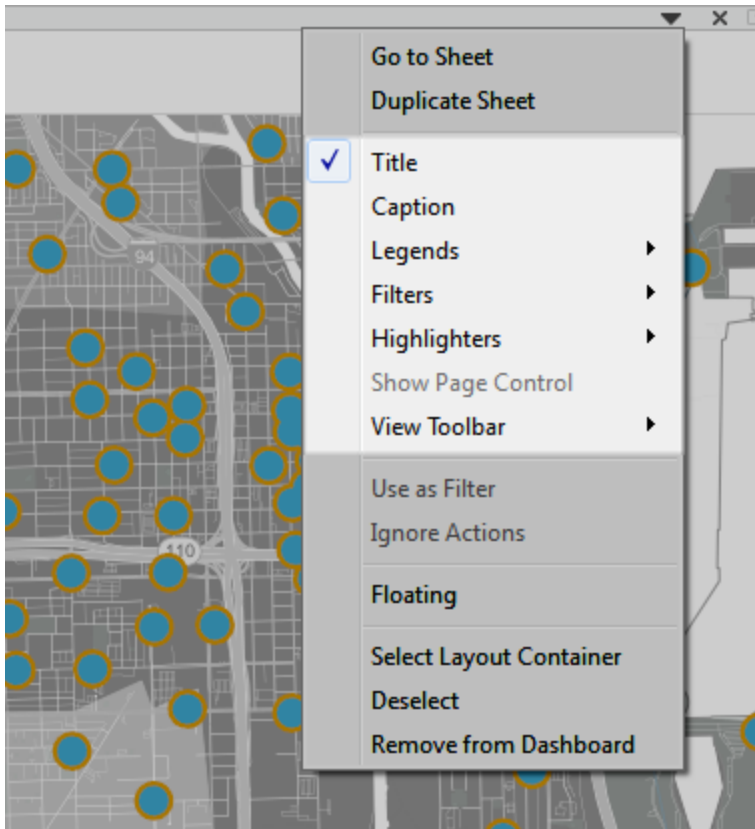 Go to Sheet
Duplicate Sheet
Title
Caption
Legends
Filters
Highlighters
Show Page Control
View Toolbar
Use as Filter
Ignore Actions
Floating
Select Layout Container
Deselect
Remove from Dashboard
94
110